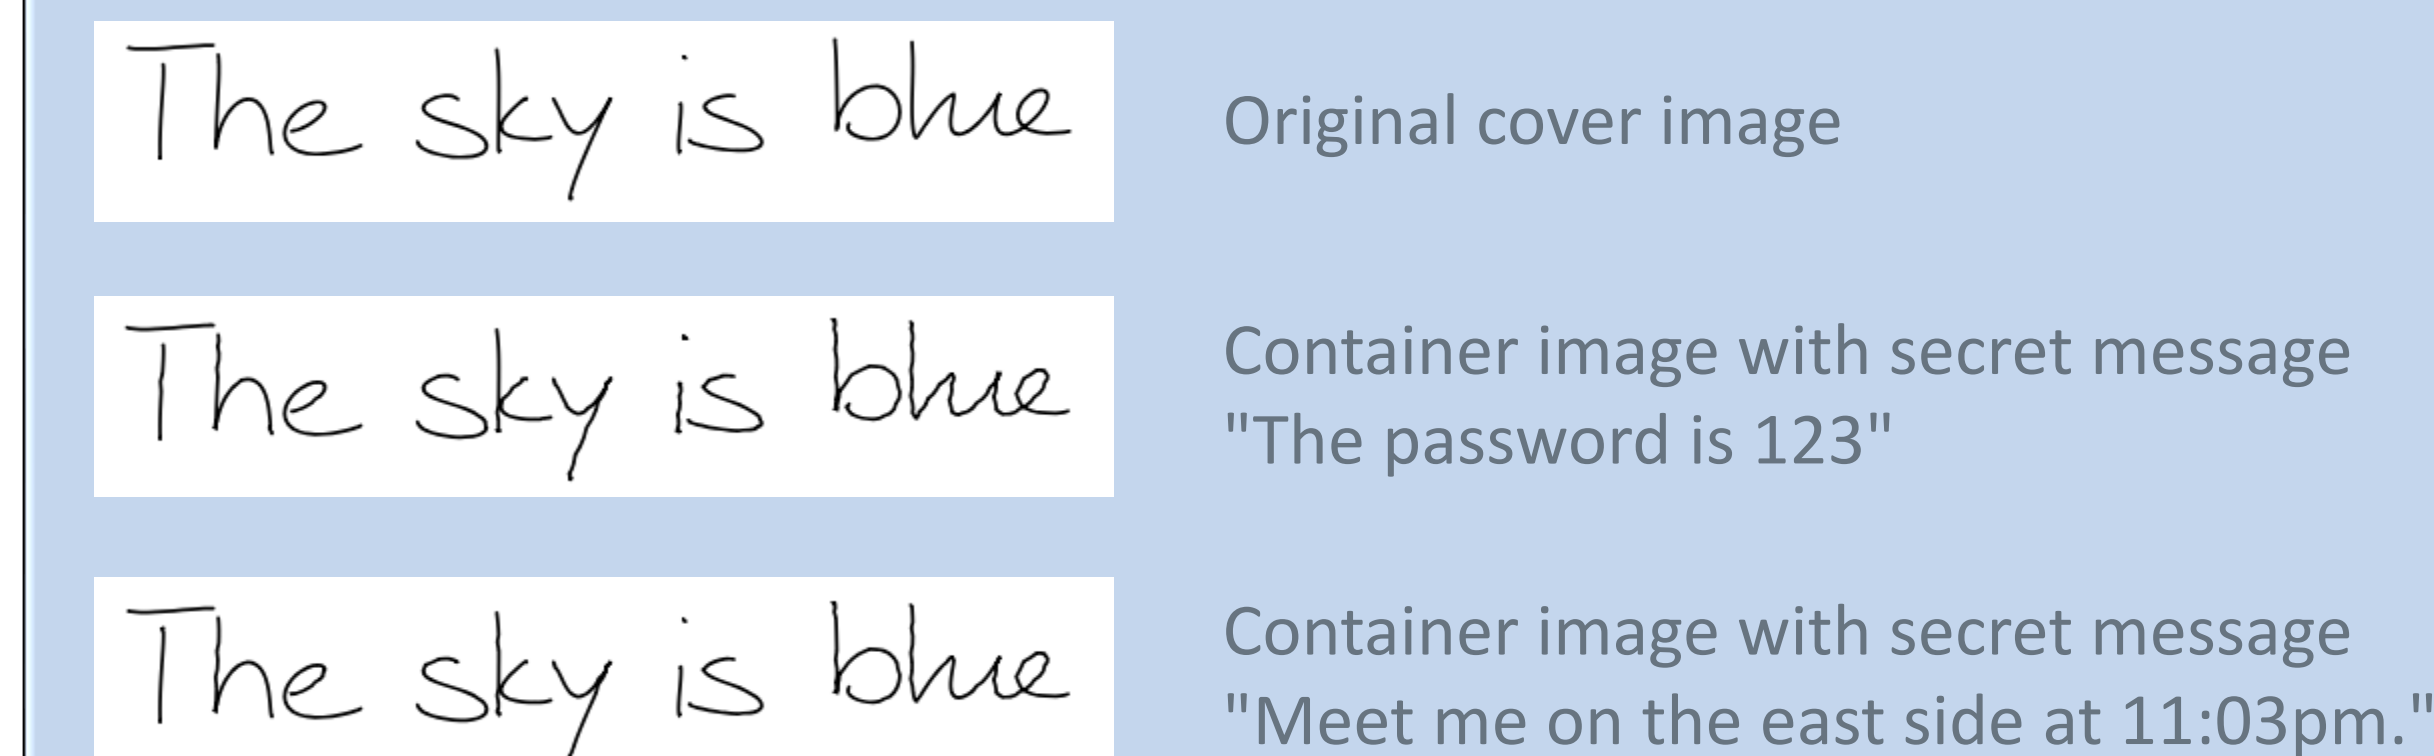 The sky is blue
Original cover image
The sky is blue
Container image with secret message
"The password is 123"
The sky is blue
Container image with secret message
"Meet me on the east side at 11:03pm."